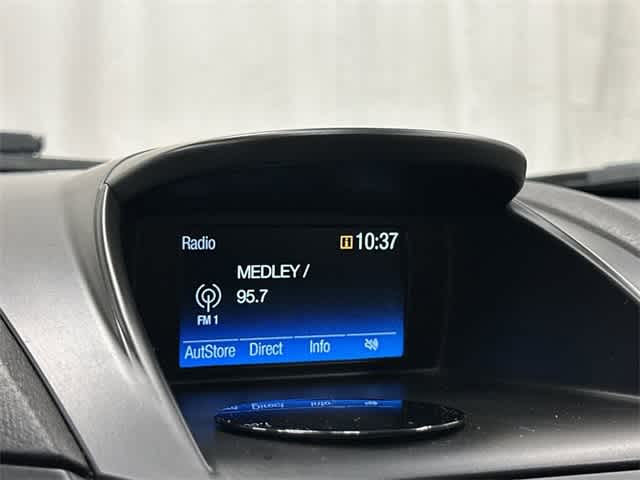 Radio
i 10:37
MEDLEY /
95.7
FM 1
AutStore Direct Info